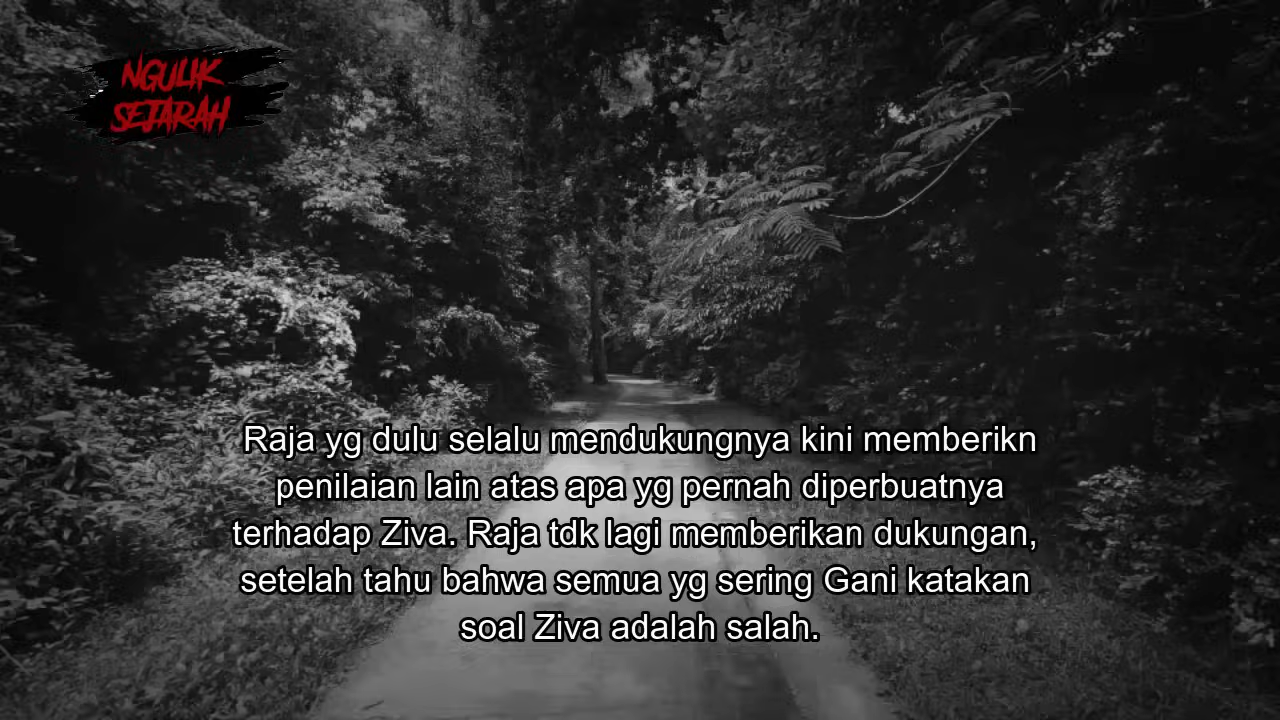 NGULIK
SEJARAH
Raja yg dulu selalu mendukungnya kini memberikn
penilaian lain atas apa yg pernah diperbuatnya
terhadap Ziva. Raja tdk lagi memberikan dukungan,
setelah tahu bahwa semua yg sering Gani katakan
soal Ziva adalah salah.